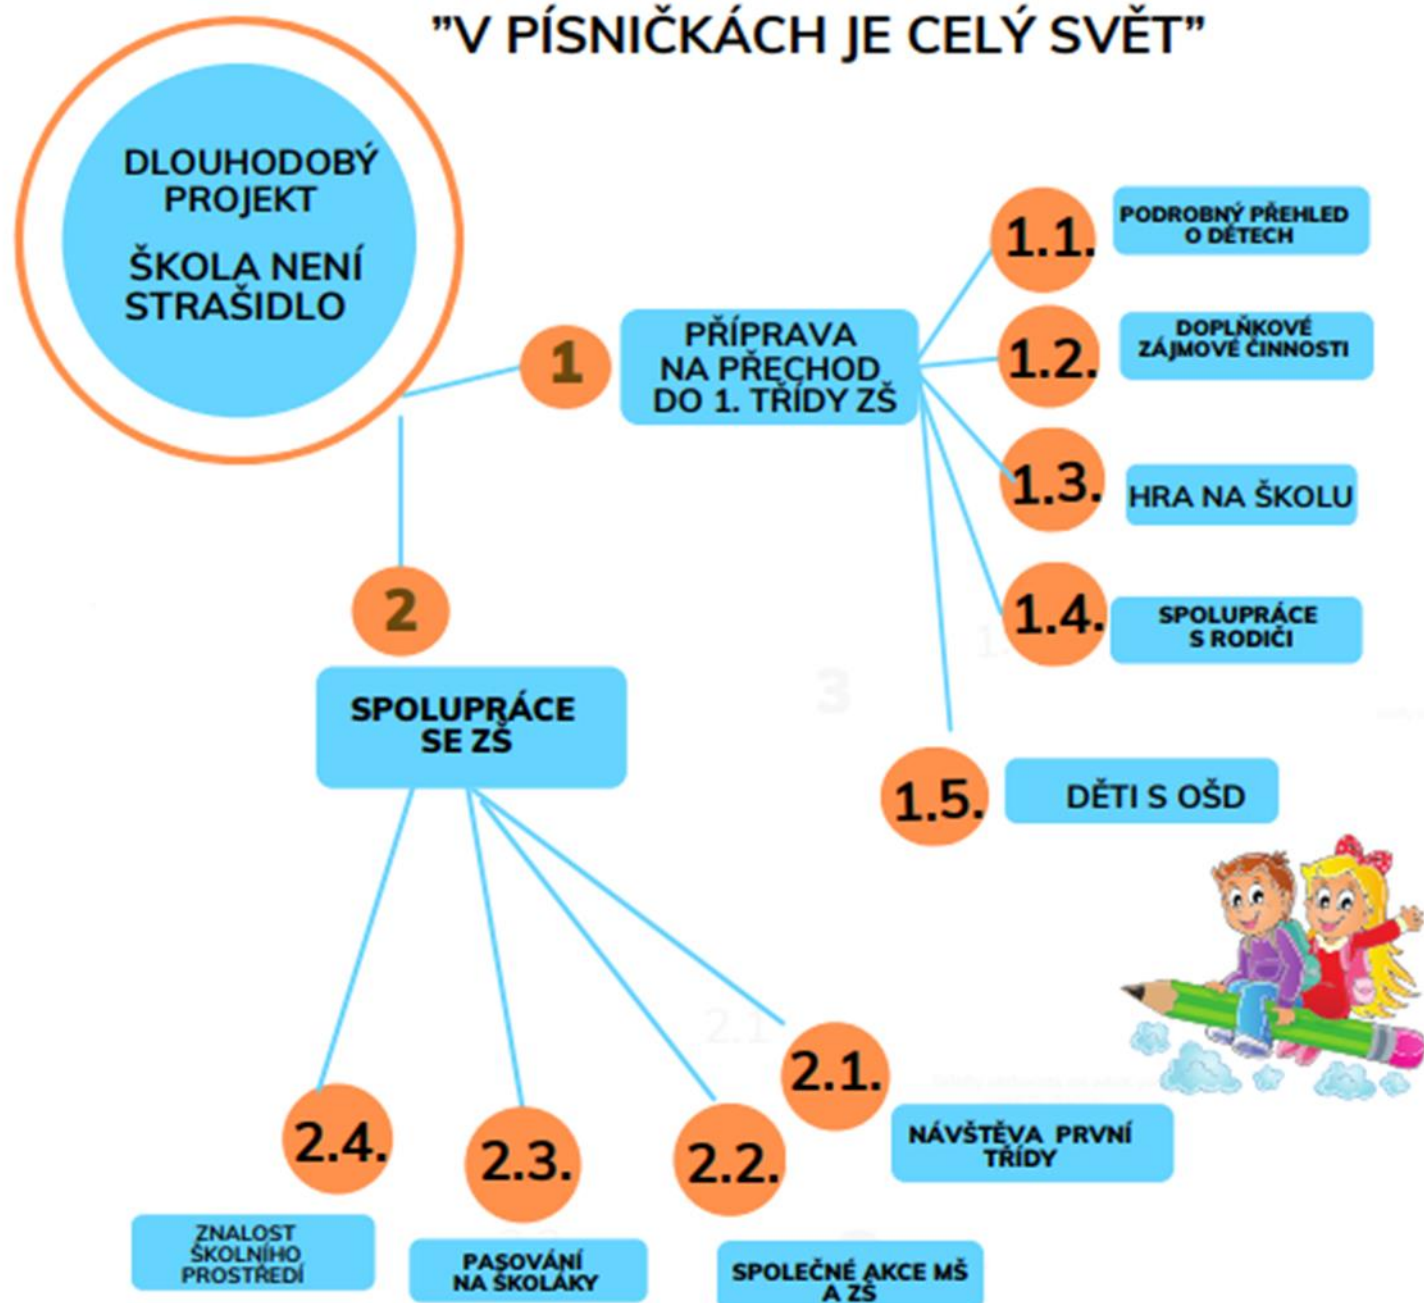 ”V PÍSNIČKÁCH JE CELÝ SVĚT”
DLOUHODOBÝ
PROJEKT
ŠKOLA NENÍ
STRAŠIDLO
1
PŘÍPRAVA
NA PŘECHOD
DO 1. TŘÍDY ZŠ
1.1.
PODROBNÝ PŘEHLED
O DĚTECH
1.2.
DOPLŇKOVÉ
ZÁJMOVÉ ČINNOSTI
1.3.
HRA NA ŠKOLU
1.4.
SPOLUPRÁCE
S RODIČI
1.5.
DĚTI S OŠD
2
SPOLUPRÁCE
SE ZŠ
3
2.1
2.1.
NÁVŠTĚVA PRVNÍ
TŘÍDY
2.2.
SPOLEČNÉ AKCE MŠ
A ZŠ
2.3.
PASOVÁNÍ
NA ŠKOLÁKY
2.4.
ZNALOST
ŠKOLNÍHO
PROSTŘEDÍ